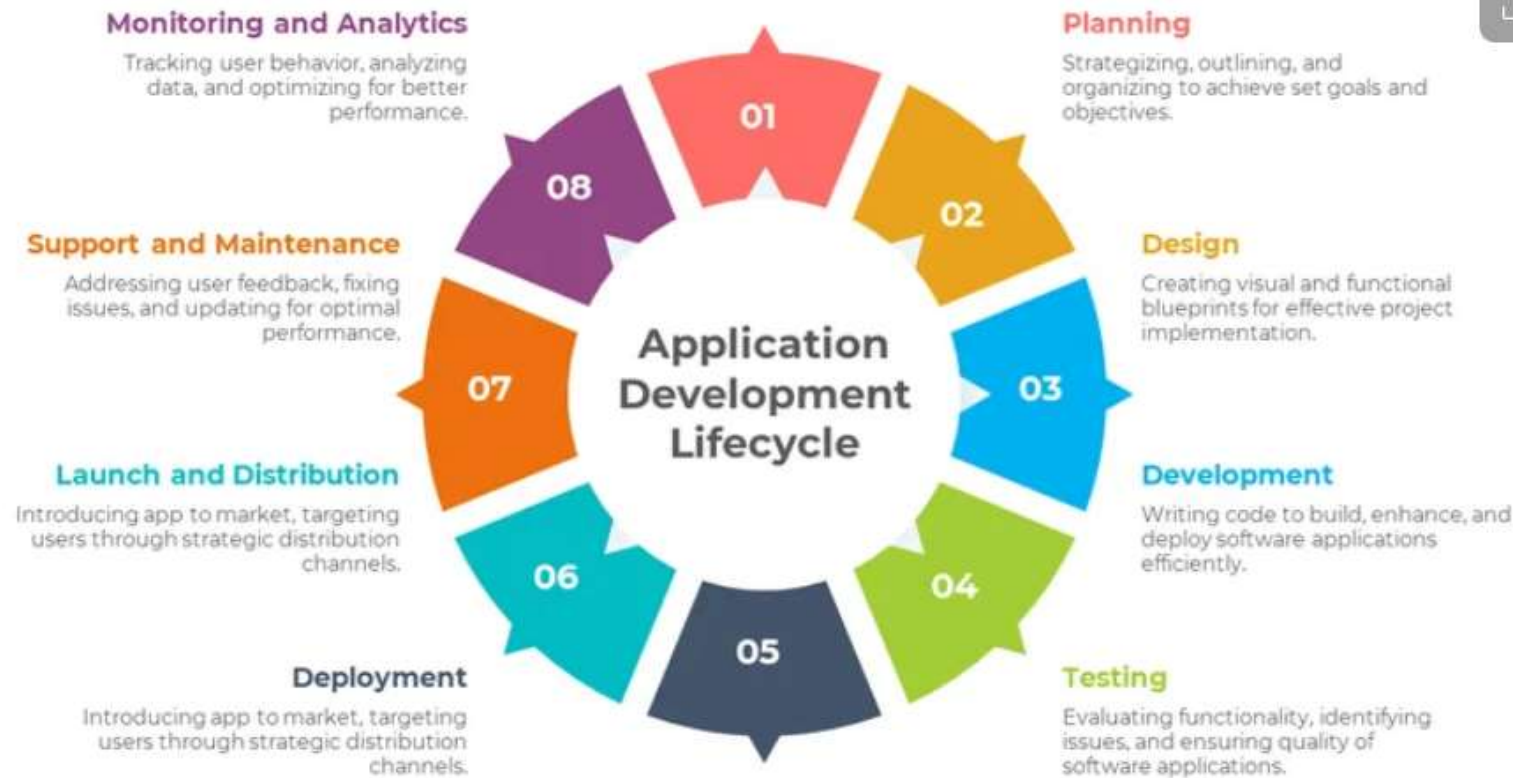 Monitoring and Analytics
Tracking user behavior, analyzing
data, and optimizing for better
performance.
Support and Maintenance
Addressing user feedback, fixing
issues, and updating for optimal
performance.
Launch and Distribution
Introducing app to market, targeting
users through strategic distribution
channels.
Deployment
Introducing app to market, targeting
users through strategic distribution
channels.
01
02
03
04
05
06
07
08
Application
Development
Lifecycle
Planning
Strategizing, outlining, and
organizing to achieve set goals and
objectives.
Design
Creating visual and functional
blueprints for effective project
implementation.
Development
Writing code to build, enhance, and
deploy software applications
efficiently.
Testing
Evaluating functionality, identifying
issues, and ensuring quality of
software applications.